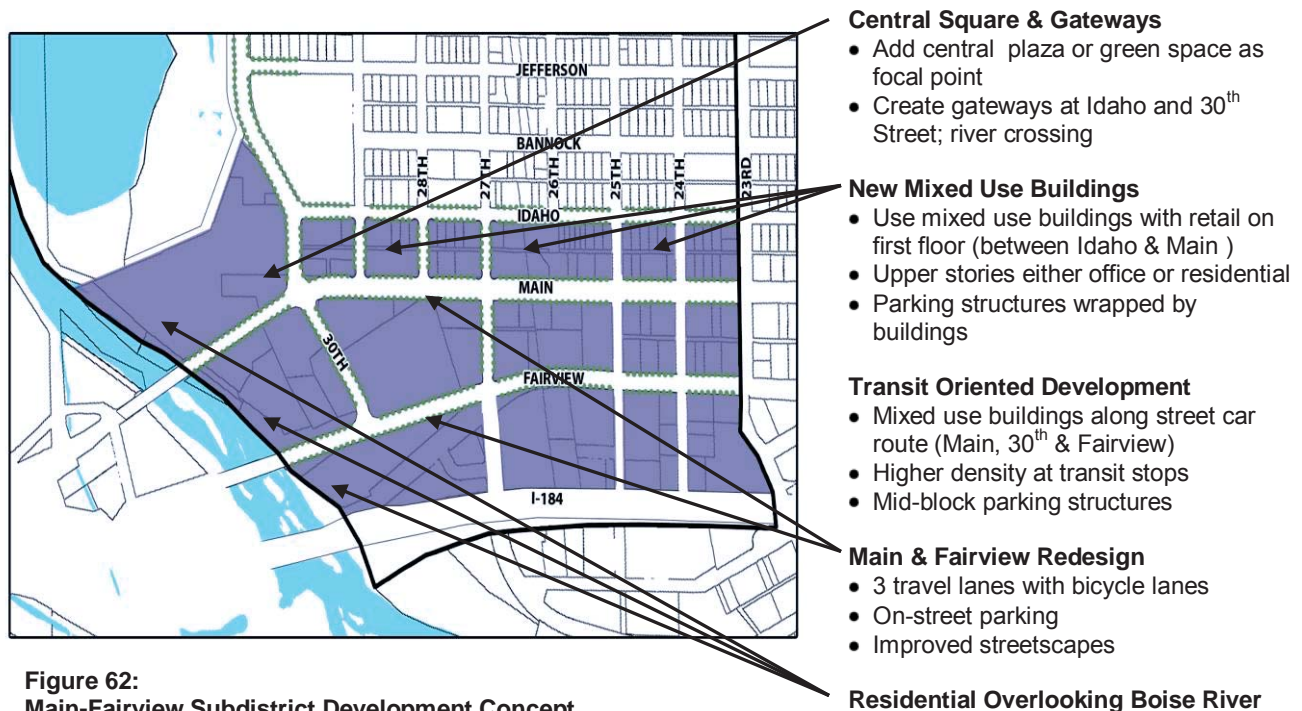 JEFFERSON
BANNOCK
28TH
27TH
26TH
25TH
24TH
23RD
IDAHO
MAIN
30TH
FAIRVIEW
I-184
Central Square & Gateways
• Add central plaza or green space as
focal point
• Create gateways at Idaho and 30th
Street; river crossing
New Mixed Use Buildings
• Use mixed use buildings with retail on
first floor (between Idaho & Main )
• Upper stories either office or residential
• Parking structures wrapped by
buildings
Transit Oriented Development
• Mixed use buildings along street car
route (Main, 30th & Fairview)
• Higher density at transit stops
• Mid-block parking structures
Main & Fairview Redesign
• 3 travel lanes with bicycle lanes
• On-street parking
• Improved streetscapes
Residential Overlooking Boise River
Figure 62:
Main-Fairview Subdistrict Development Concept